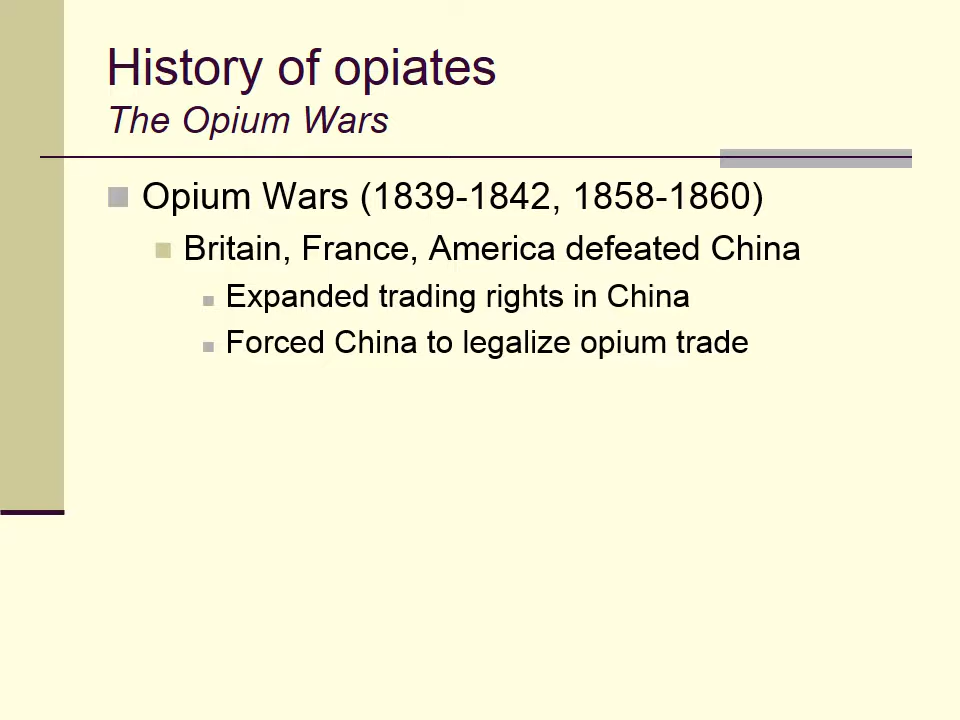 History of opiates
The Opium Wars
Opium Wars (1839-1842, 1858-1860)
Britain, France, America defeated China
Expanded trading rights in China
Forced China to legalize opium trade